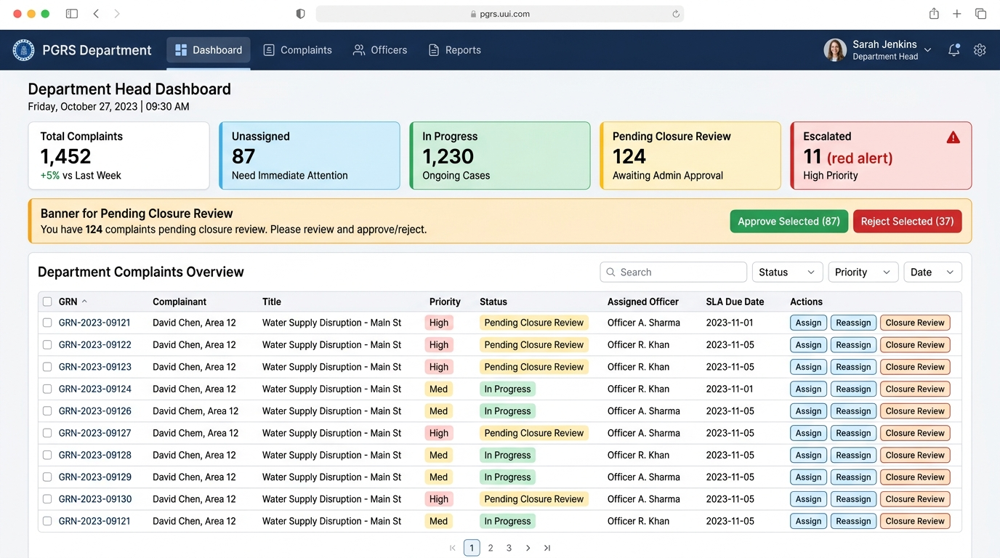 pgrs.uui.com
PGRS Department
Dashboard
Complaints
Officers
Reports
Sarah Jenkins
Department Head
Department Head Dashboard
Friday, October 27, 2023 | 09:30 AM
Total Complaints
1,452
+5% vs Last Week
Unassigned
87
Need Immediate Attention
In Progress
1,230
Ongoing Cases
Pending Closure Review
124
Awaiting Admin Approval
Escalated
11 (red alert)
High Priority
Banner for Pending Closure Review
You have 124 complaints pending closure review. Please review and approve/reject.
Approve Selected (87)
Reject Selected (37)
Department Complaints Overview
Search
Status
Priority
Date
GRN Complainant Title Priority Status Assigned Officer SLA Due Date Actions
GRN-2023-09121 David Chen, Area 12 Water Supply Disruption - Main St High Pending Closure Review Officer A. Sharma 2023-11-01 Assign Reassign Closure Review
GRN-2023-09122 David Chen, Area 12 Water Supply Disruption - Main St High Pending Closure Review Officer R. Khan 2023-11-05 Assign Reassign Closure Review
GRN-2023-09123 David Chen, Area 12 Water Supply Disruption - Main St High Pending Closure Review Officer R. Khan 2023-11-05 Assign Reassign Closure Review
GRN-2023-09124 David Chen, Area 12 Water Supply Disruption - Main St Med In Progress Officer R. Khan 2023-11-01 Assign Reassign Closure Review
GRN-2023-09126 David Chem, Area 12 Water Supply Disruption - Main St Med In Progress Officer A. Sharma 2023-11-05 Assign Reassign Closure Review
GRN-2023-09127 David Chem, Area 12 Water Supply Disruption - Main St High Pending Closure Review Officer A. Sharma 2023-11-05 Assign Reassign Closure Review
GRN-2023-09128 David Chen, Area 12 Water Supply Disruption - Main St Med In Progress Officer R. Khan 2023-11-05 Assign Reassign Closure Review
GRN-2023-09129 David Chen, Area 12 Water Supply Disruption - Main St Med In Progress Officer A. Sharma 2023-11-05 Assign Reassign Closure Review
GRN-2023-09130 David Chen, Area 12 Water Supply Disruption - Main St High Pending Closure Review Officer A. Sharma 2023-11-05 Assign Reassign Closure Review
GRN-2023-09121 David Chen, Area 12 Water Supply Disruption - Main St Med In Progress Officer R. Khan 2023-11-05 Assign Reassign Closure Review
1 2 3